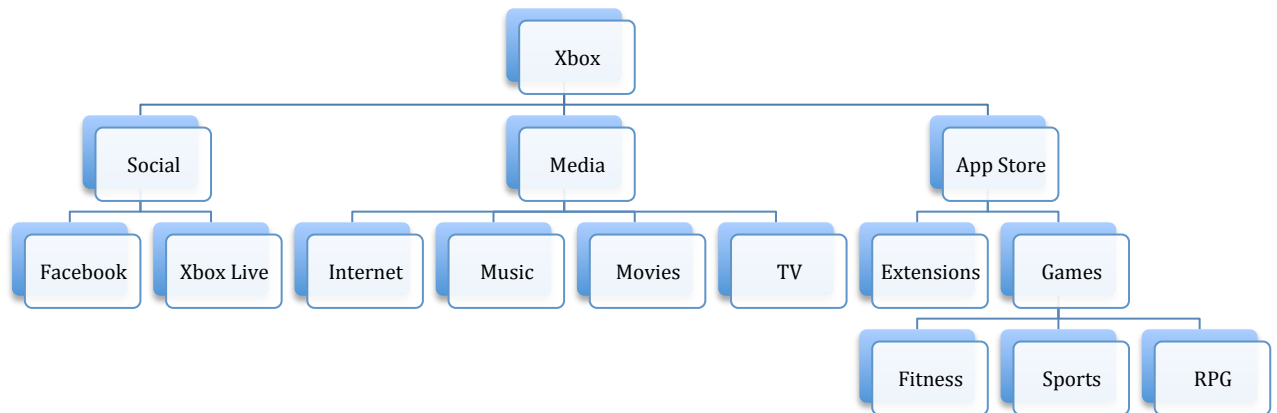 Xbox
Social
Media
App Store
Facebook
Xbox Live
Internet
Music
Movies
TV
Extensions
Games
Fitness
Sports
RPG